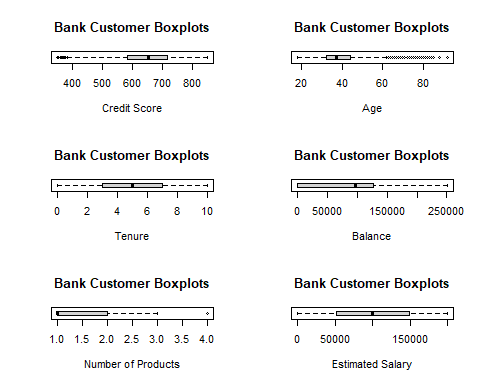 Bank Customer Boxplots
400 500 600 700 800
Credit Score
Bank Customer Boxplots
20 40 60 80
Age
Bank Customer Boxplots
0 2 4 6 8 10
Tenure
Bank Customer Boxplots
0 50000 150000 250000
Balance
Bank Customer Boxplots
1.0 1.5 2.0 2.5 3.0 3.5 4.0
Number of Products
Bank Customer Boxplots
0 50000 150000
Estimated Salary